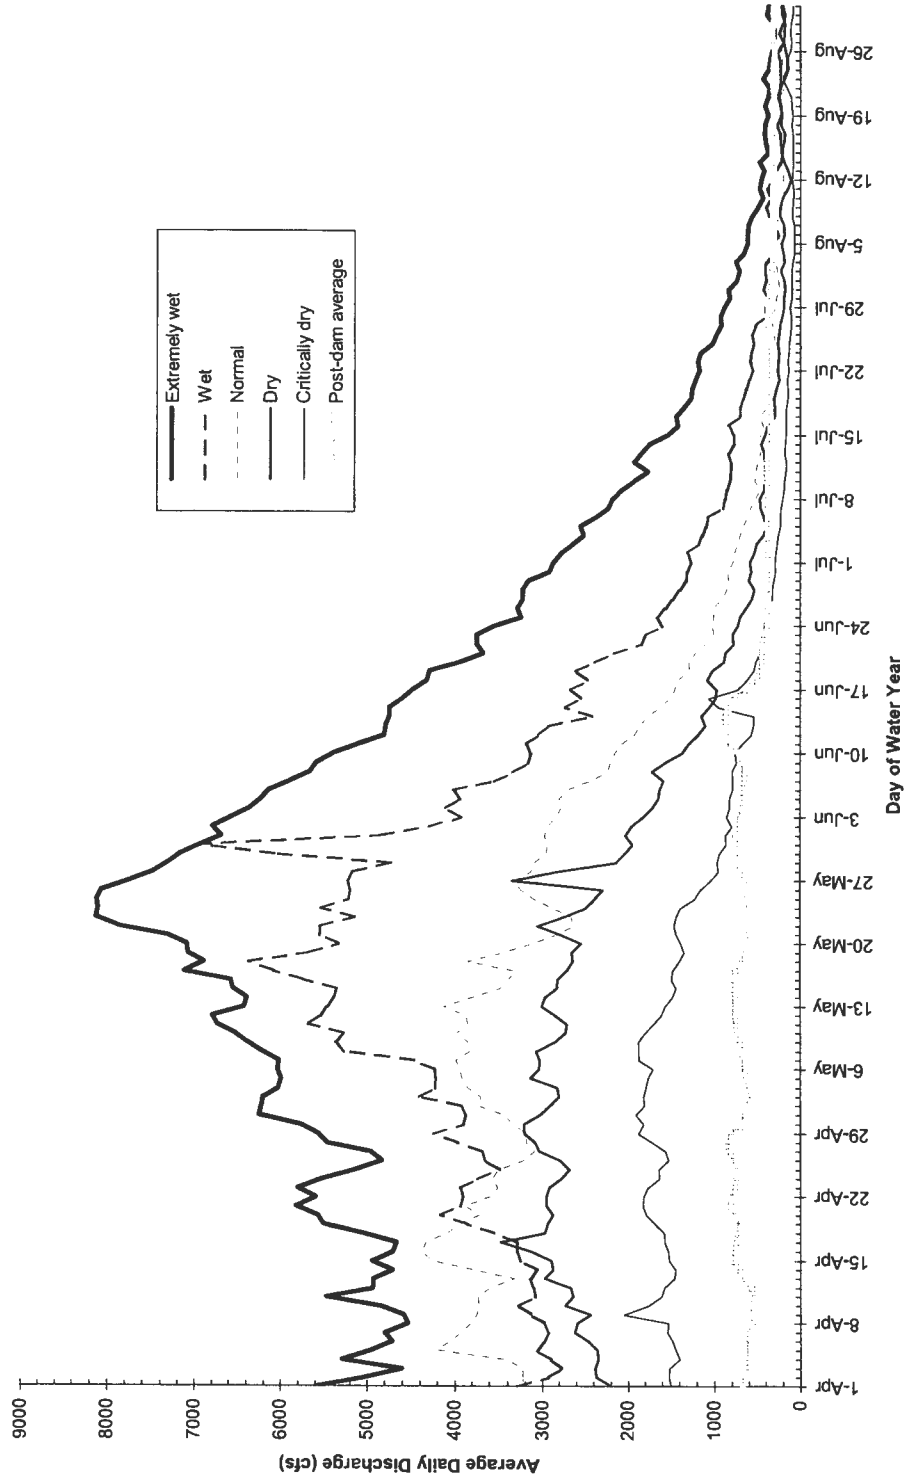 9000
8000
7000
6000
5000
4000
3000
2000
1000
0
Average Daily Discharge (cfs)
Extremely wet
Wet
Normal
Dry
Critically dry
Post-dam average
1-Apr
8-Apr
15-Apr
22-Apr
29-Apr
6-May
13-May
20-May
27-May
3-Jun
10-Jun
17-Jun
24-Jun
1-Jul
8-Jul
15-Jul
22-Jul
29-Jul
5-Aug
12-Aug
19-Aug
26-Aug
Day of Water Year